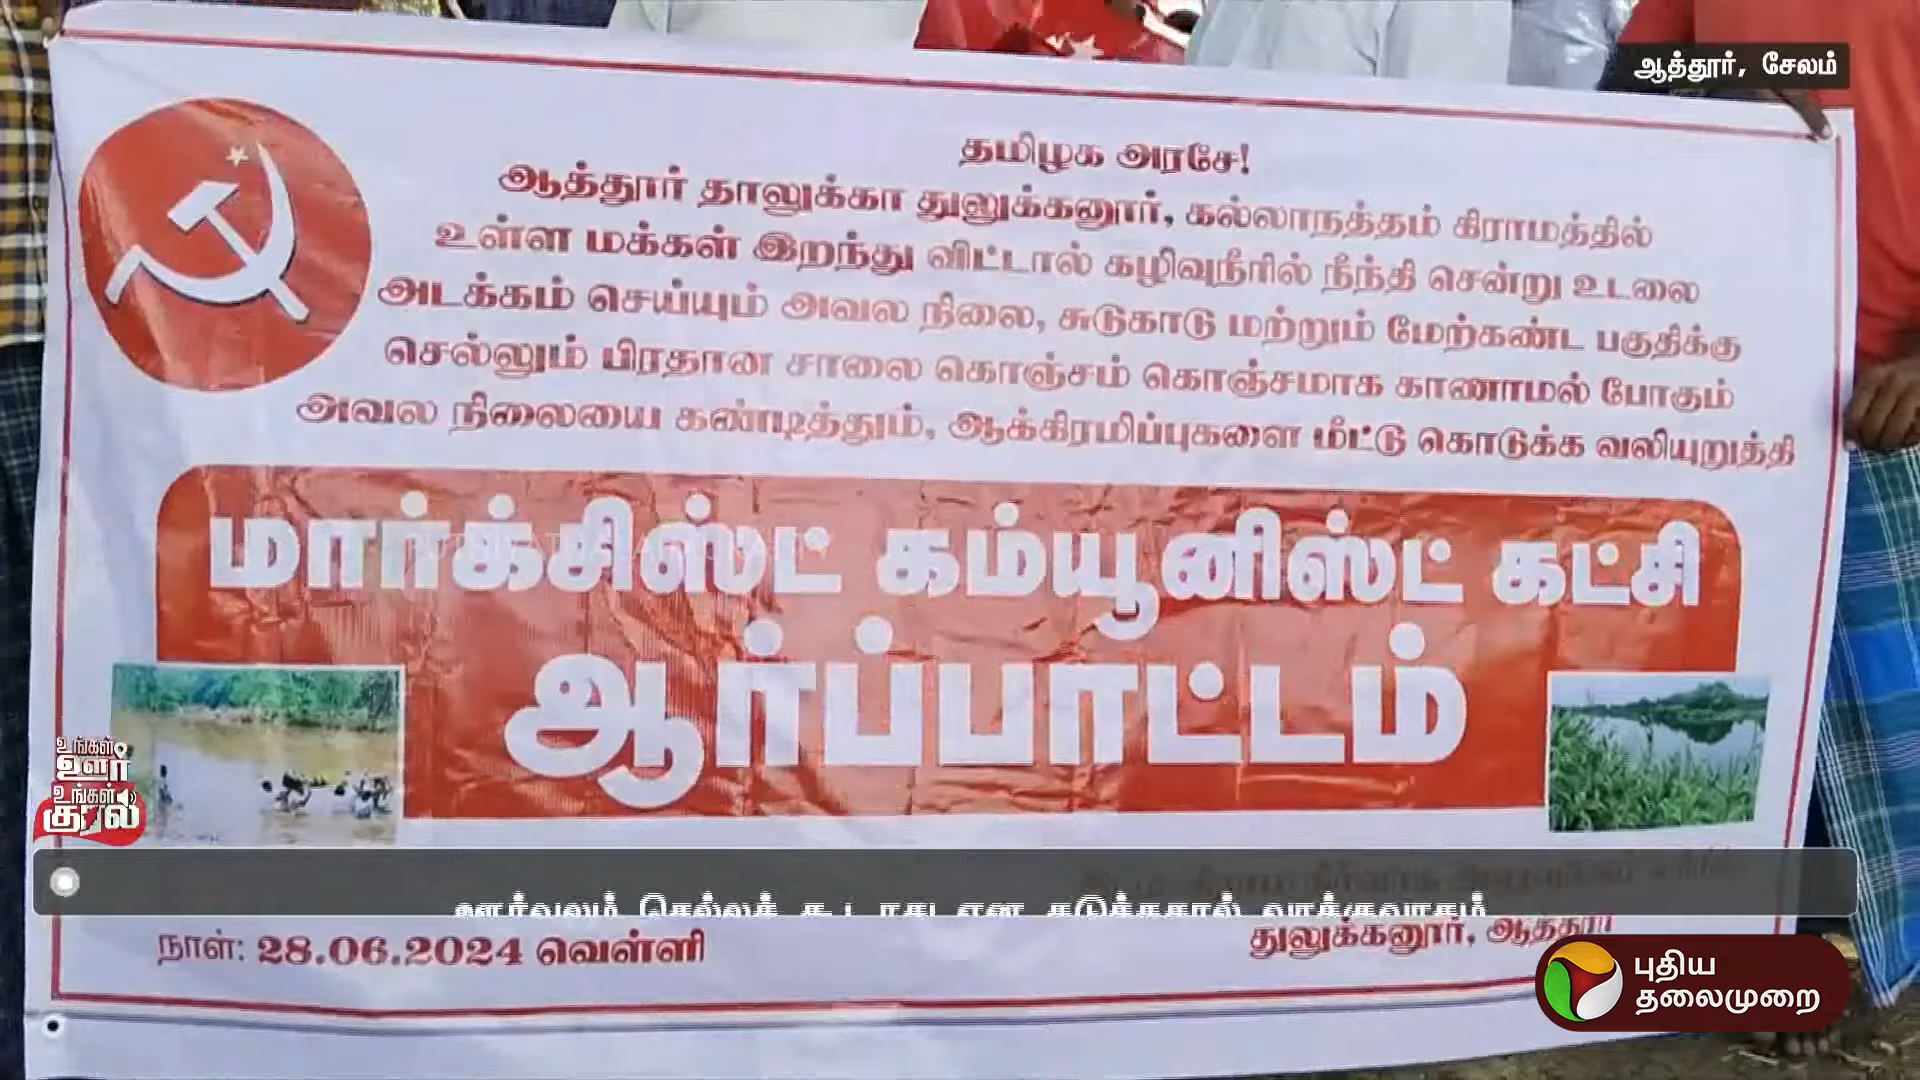 ஆத்தூர், சேலம்
தமிழக அரசே!
ஆத்தூர் தாலுக்கா துலுக்கனூர், கல்லாநத்தம் கிராமத்தில்
உள்ள மக்கள் இறந்து விட்டால் கழிவுநீரில் நீந்தி சென்று உடலை
அடக்கம் செய்யும் அவல நிலை, சுடுகாடு மற்றும் மேற்கண்ட பகுதிக்கு
செல்லும் பிரதான சாலை கொஞ்சம் கொஞ்சமாக காணாமல் போகும்
அவல நிலையை கண்டித்தும், ஆக்கிரமிப்புகளை மீட்டு கொடுக்க வலியுறுத்தி
மார்க்சிஸ்ட் கம்யூனிஸ்ட் கட்சி
ஆர்ப்பாட்டம்
உங்கள்
ஊர்
உங்கள்
குரல்
நாள்: 28.06.2024 வெள்ளி
துலுக்கனூர், ஆத்தூர்
புதிய
தலைமுறை